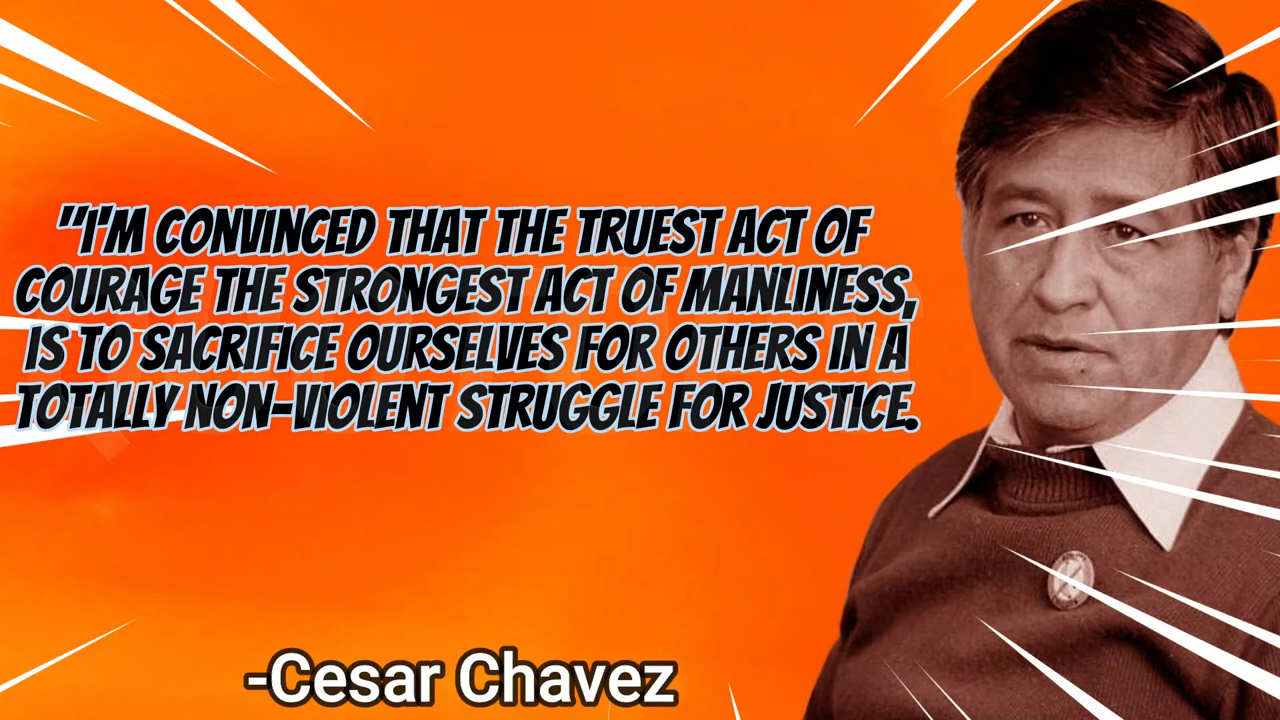 "I'M CONVINCED THAT THE TRUEST ACT OF
COURAGE THE STRONGEST ACT OF MANLINESS,
IS TO SACRIFICE OURSELVES FOR OTHERS IN A
TOTALLY NON-VIOLENT STRUGGLE FOR JUSTICE.
-Cesar Chavez